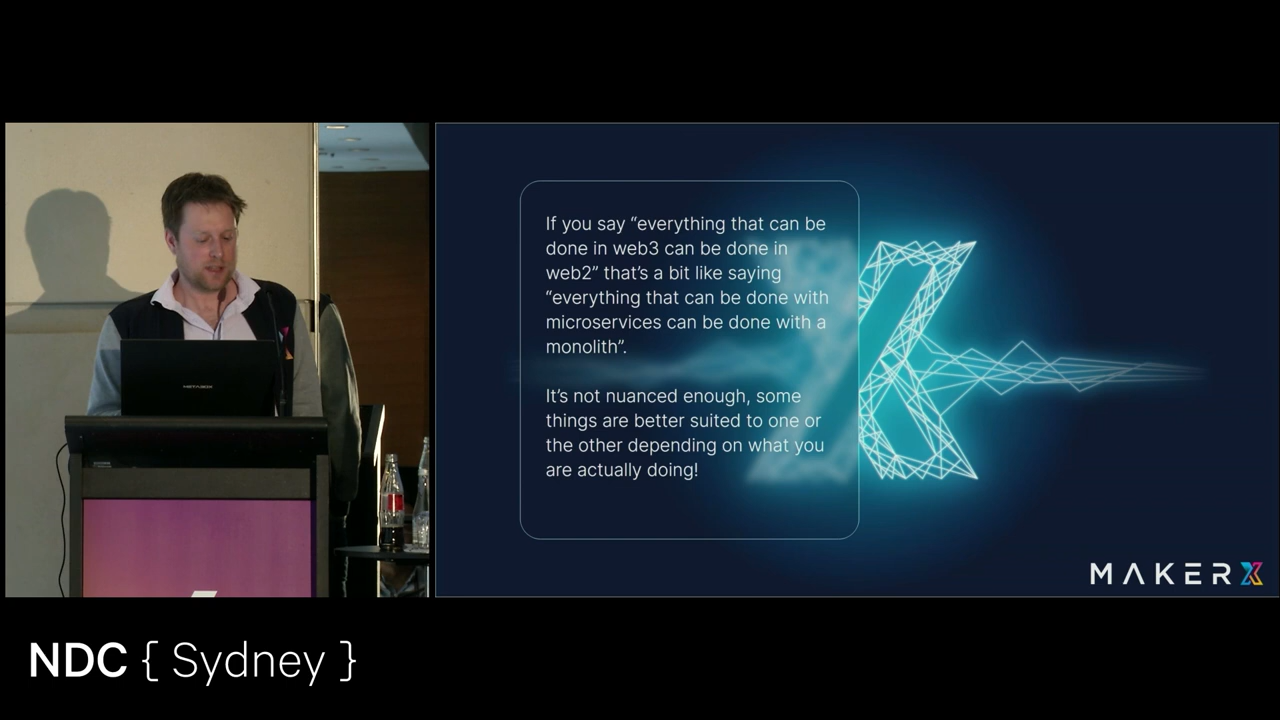 If you say “everything that can be
done in web3 can be done in
web2” that’s a bit like saying
“everything that can be done with
microservices can be done with a
monolith”.
It’s not nuanced enough, some
things are better suited to one or
the other depending on what you
are actually doing!
MAKERX
METABOX
NDC { Sydney }